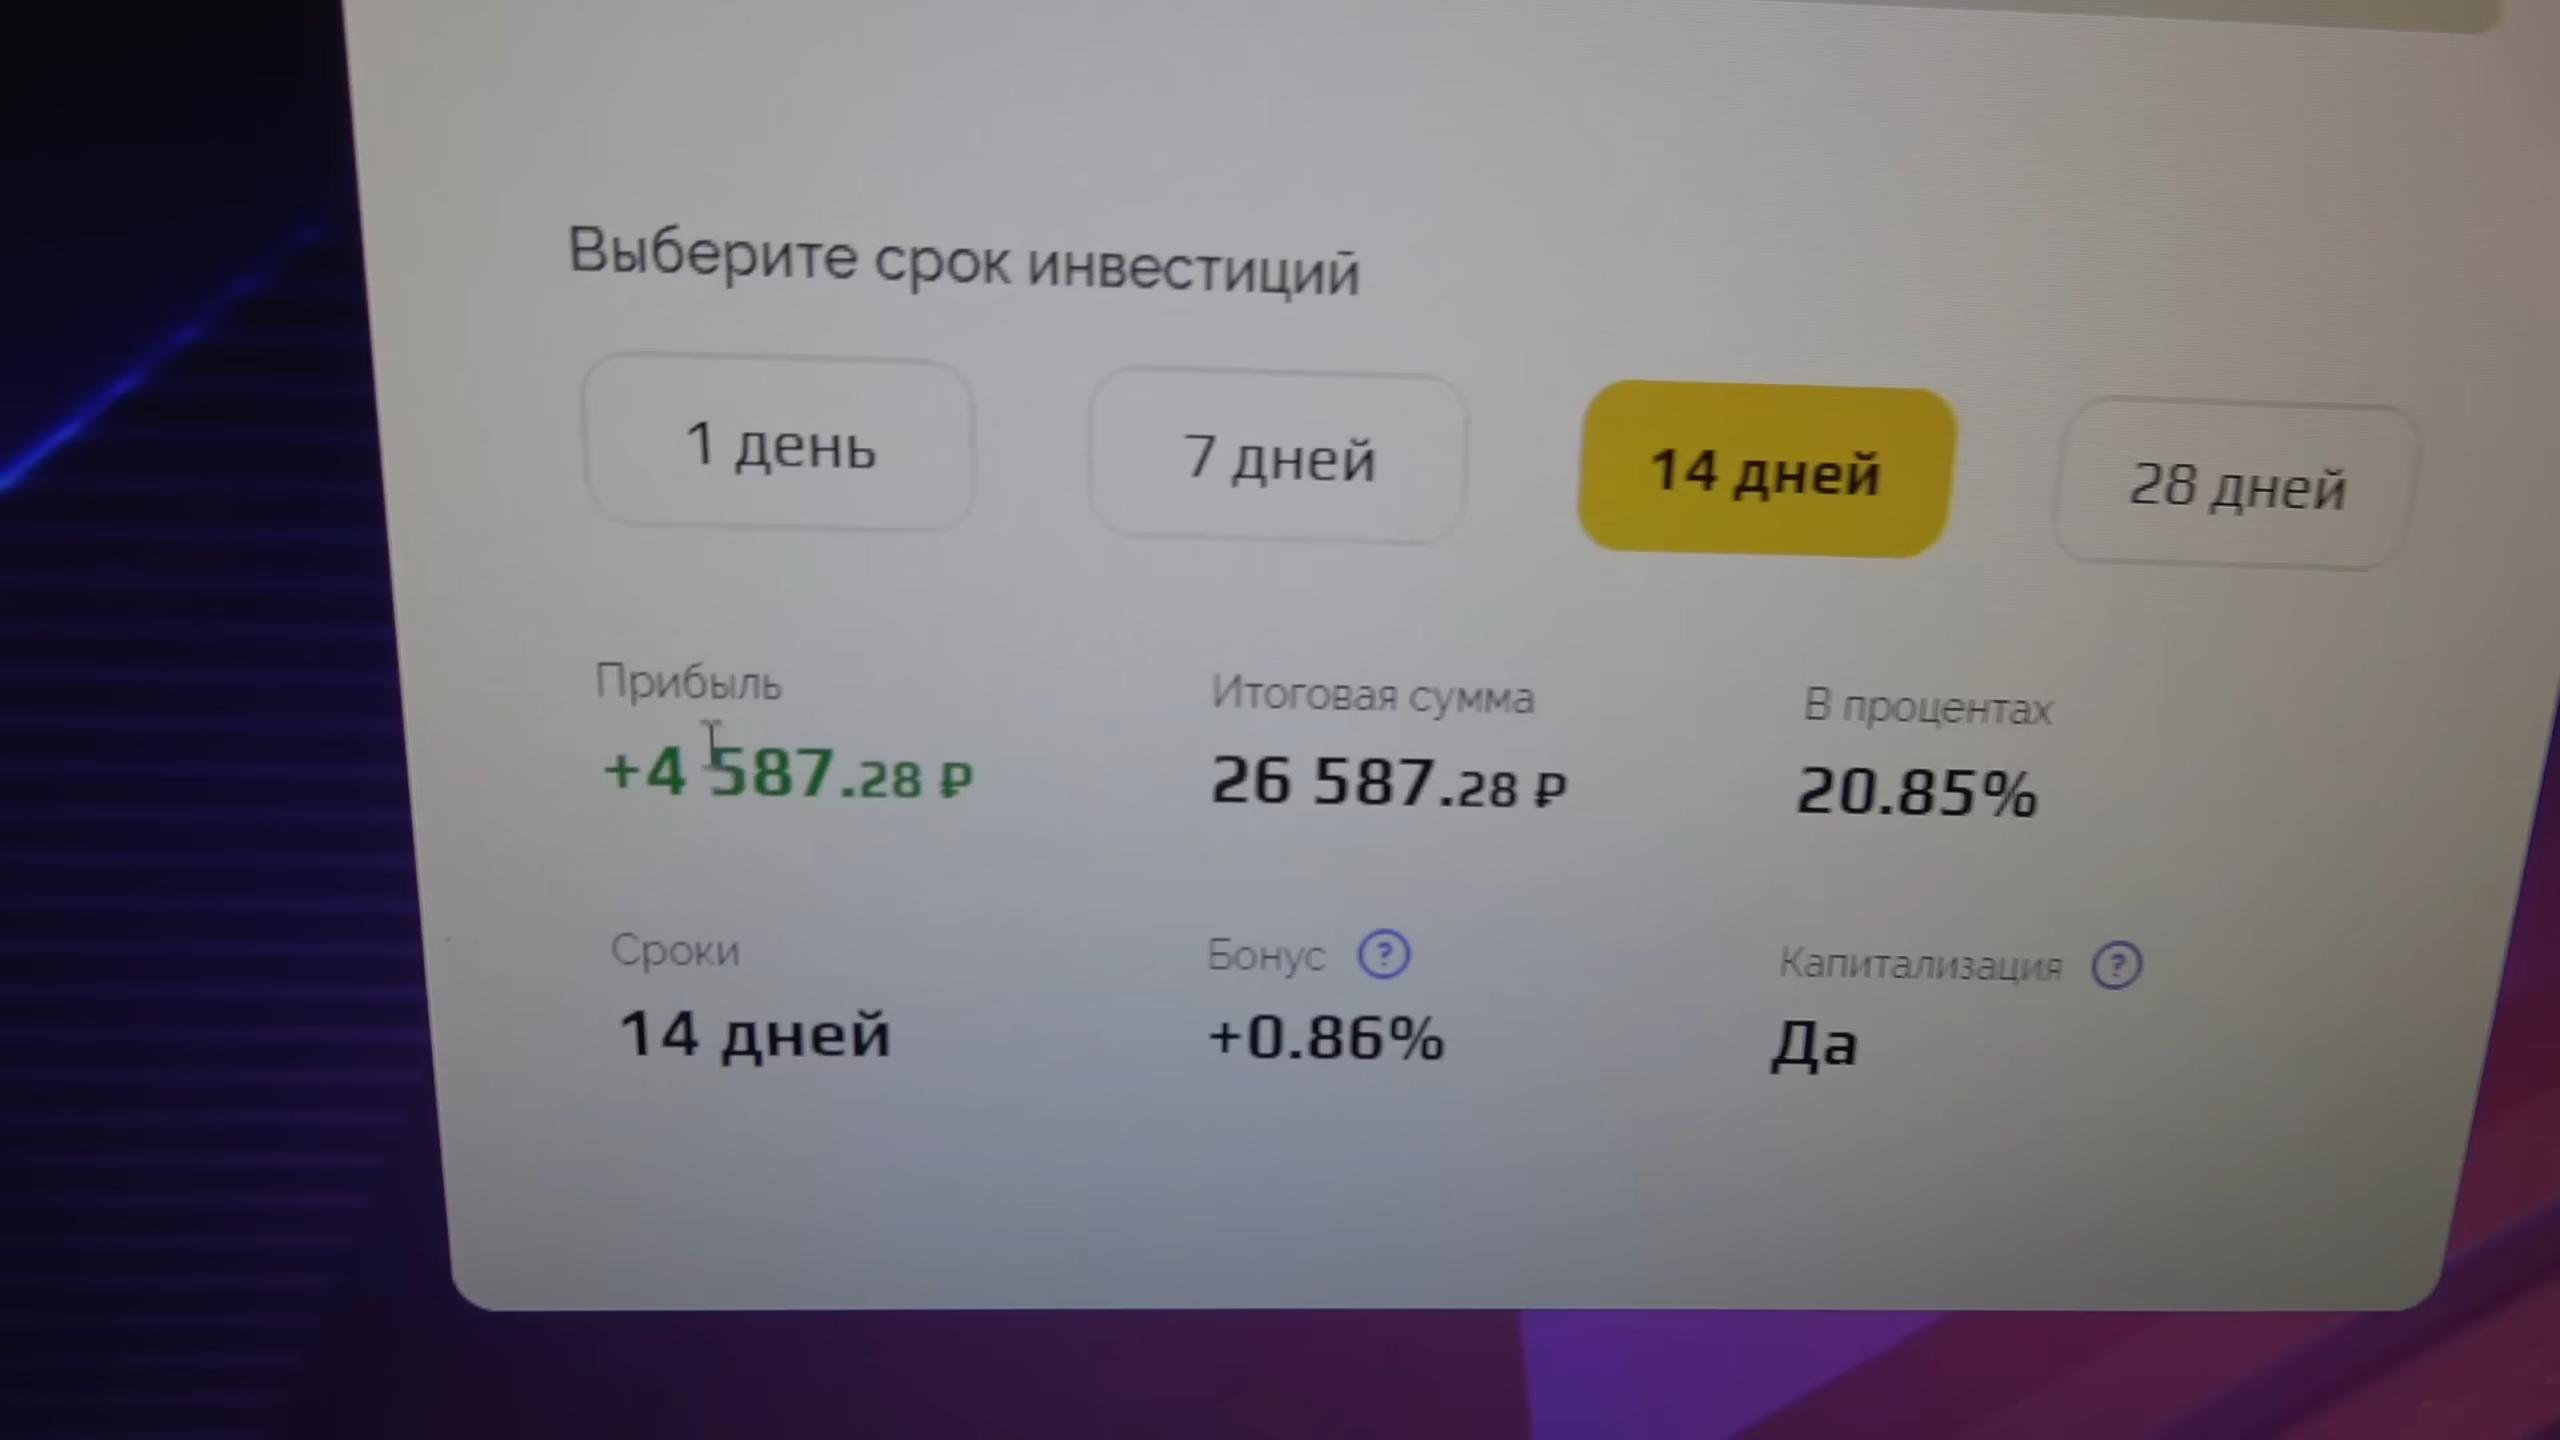 Выберите срок инвестиций
1 день
7 дней
14 дней
28 дней
Прибыль
Итоговая сумма
В процентах
+4 587.28 ₽
26 587.28 ₽
20.85%
Сроки
Бонус ?
Капитализация ?
14 дней
+0.86%
Да